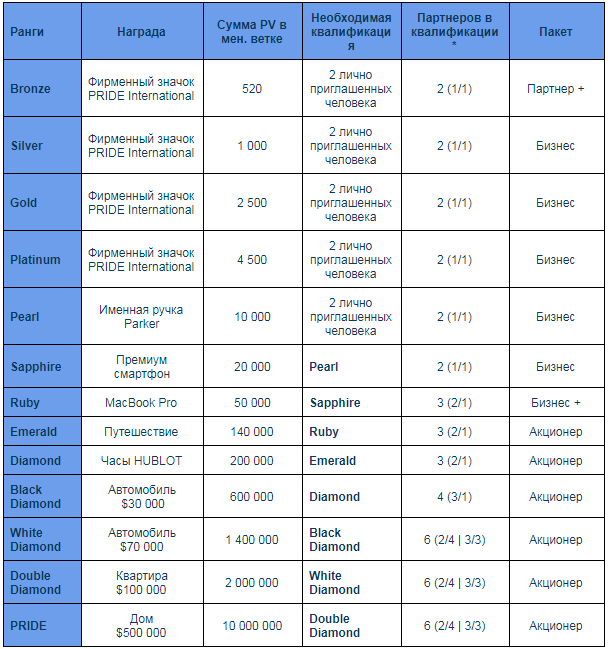 Ранги
Награда
Сумма PV в
мен. ветке
Необходимая
квалификаци
я
Партнеров в
квалификации
*
Пакет
Bronze
Фирменный значок
PRIDE International
520
2 лично
приглашенных
человека
2 (1/1)
Партнер +
Silver
Фирменный значок
PRIDE International
1 000
2 лично
приглашенных
человека
2 (1/1)
Бизнес
Gold
Фирменный значок
PRIDE International
2 500
2 лично
приглашенных
человека
2 (1/1)
Бизнес
Platinum
Фирменный значок
PRIDE International
4 500
2 лично
приглашенных
человека
2 (1/1)
Бизнес
Pearl
Именная ручка
Parker
10 000
2 лично
приглашенных
человека
2 (1/1)
Бизнес
Sapphire
Премиум
смартфон
20 000
Pearl
2 (1/1)
Бизнес
Ruby
MacBook Pro
50 000
Sapphire
3 (2/1)
Бизнес +
Emerald
Путешествие
140 000
Ruby
3 (2/1)
Акционер
Diamond
Часы HUBLOT
200 000
Emerald
3 (2/1)
Акционер
Black
Diamond
Автомобиль
$30 000
600 000
Diamond
4 (3/1)
Акционер
White
Diamond
Автомобиль
$70 000
1 400 000
Black
Diamond
6 (2/4 | 3/3)
Акционер
Double
Diamond
Квартира
$100 000
2 000 000
White
Diamond
6 (2/4 | 3/3)
Акционер
PRIDE
Дом
$500 000
10 000 000
Double
Diamond
6 (2/4 | 3/3)
Акционер